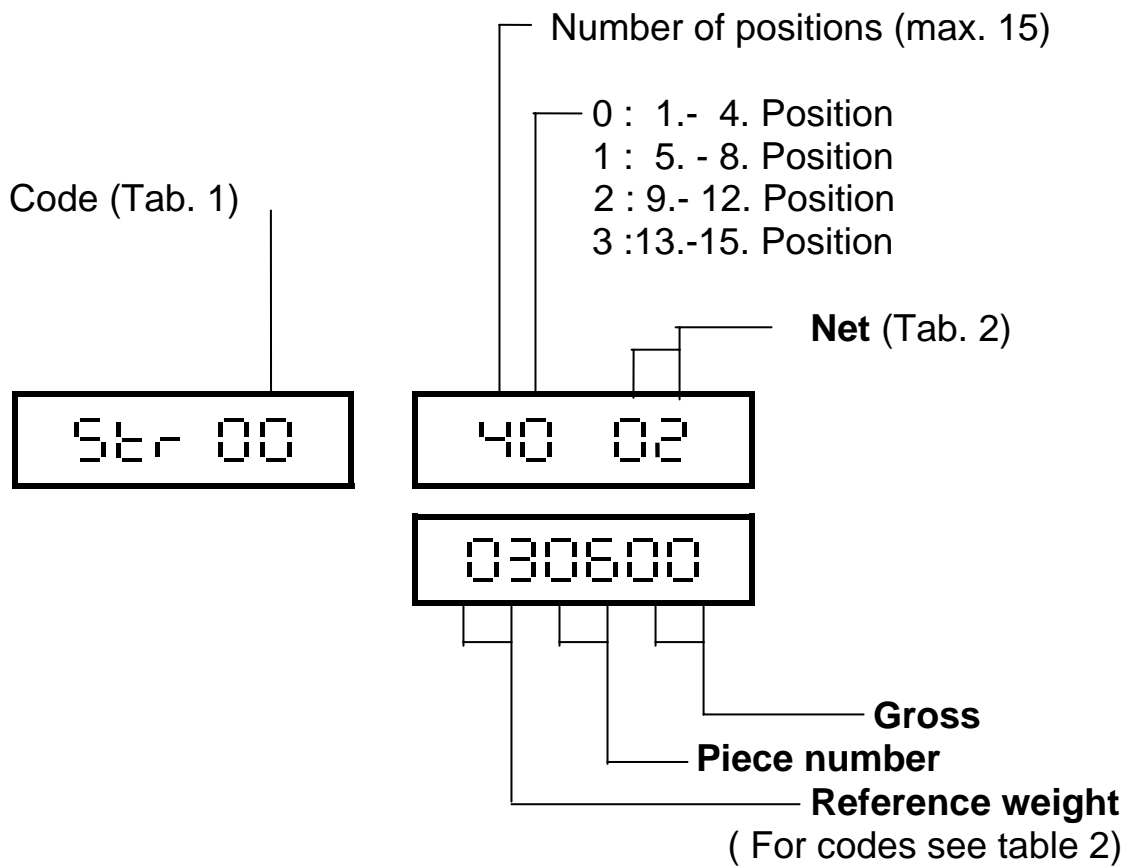 Number of positions (max. 15)
0 : 1.- 4. Position
1 : 5. - 8. Position
Code (Tab. 1)
2 : 9.- 12. Position
3 :13.-15. Position
Net (Tab. 2)
Str 00
40 02
030600
Gross
Piece number
Reference weight
( For codes see table 2)